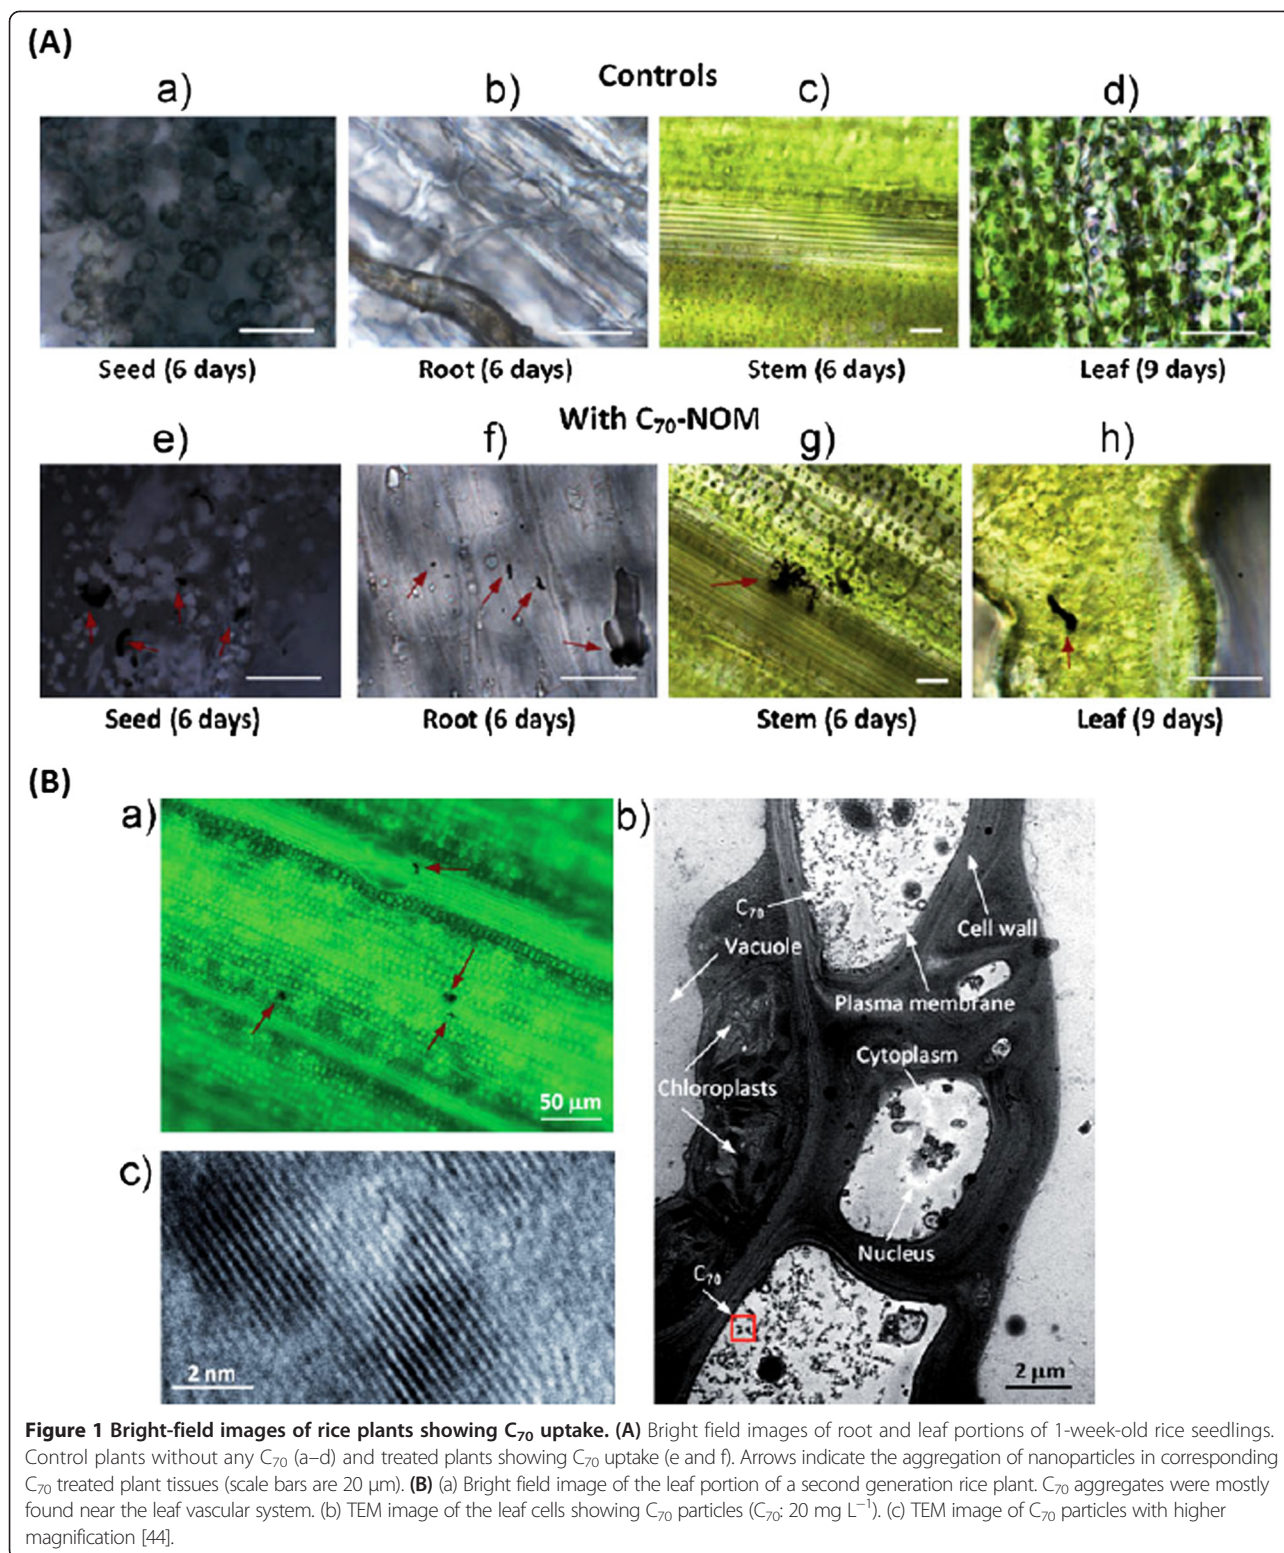 (A)
Controls
a) b) c) d)
Seed (6 days) Root (6 days) Stem (6 days) Leaf (9 days)
With C₇₀-NOM
e) f) g) h)
Seed (6 days) Root (6 days) Stem (6 days) Leaf (9 days)
(B)
a)
50 μm
b)
C₇₀
Vacuole
Cell wall
Plasma membrane
Cytoplasm
Chloroplasts
Nucleus
C₇₀
2 μm
c)
2 nm
Figure 1 Bright-field images of rice plants showing C₇₀ uptake. (A) Bright field images of root and leaf portions of 1-week-old rice seedlings.
Control plants without any C₇₀ (a–d) and treated plants showing C₇₀ uptake (e and f). Arrows indicate the aggregation of nanoparticles in corresponding
C₇₀ treated plant tissues (scale bars are 20 μm). (B) (a) Bright field image of the leaf portion of a second generation rice plant. C₇₀ aggregates were mostly
found near the leaf vascular system. (b) TEM image of the leaf cells showing C₇₀ particles (C₇₀: 20 mg L⁻¹). (c) TEM image of C₇₀ particles with higher
magnification [44].